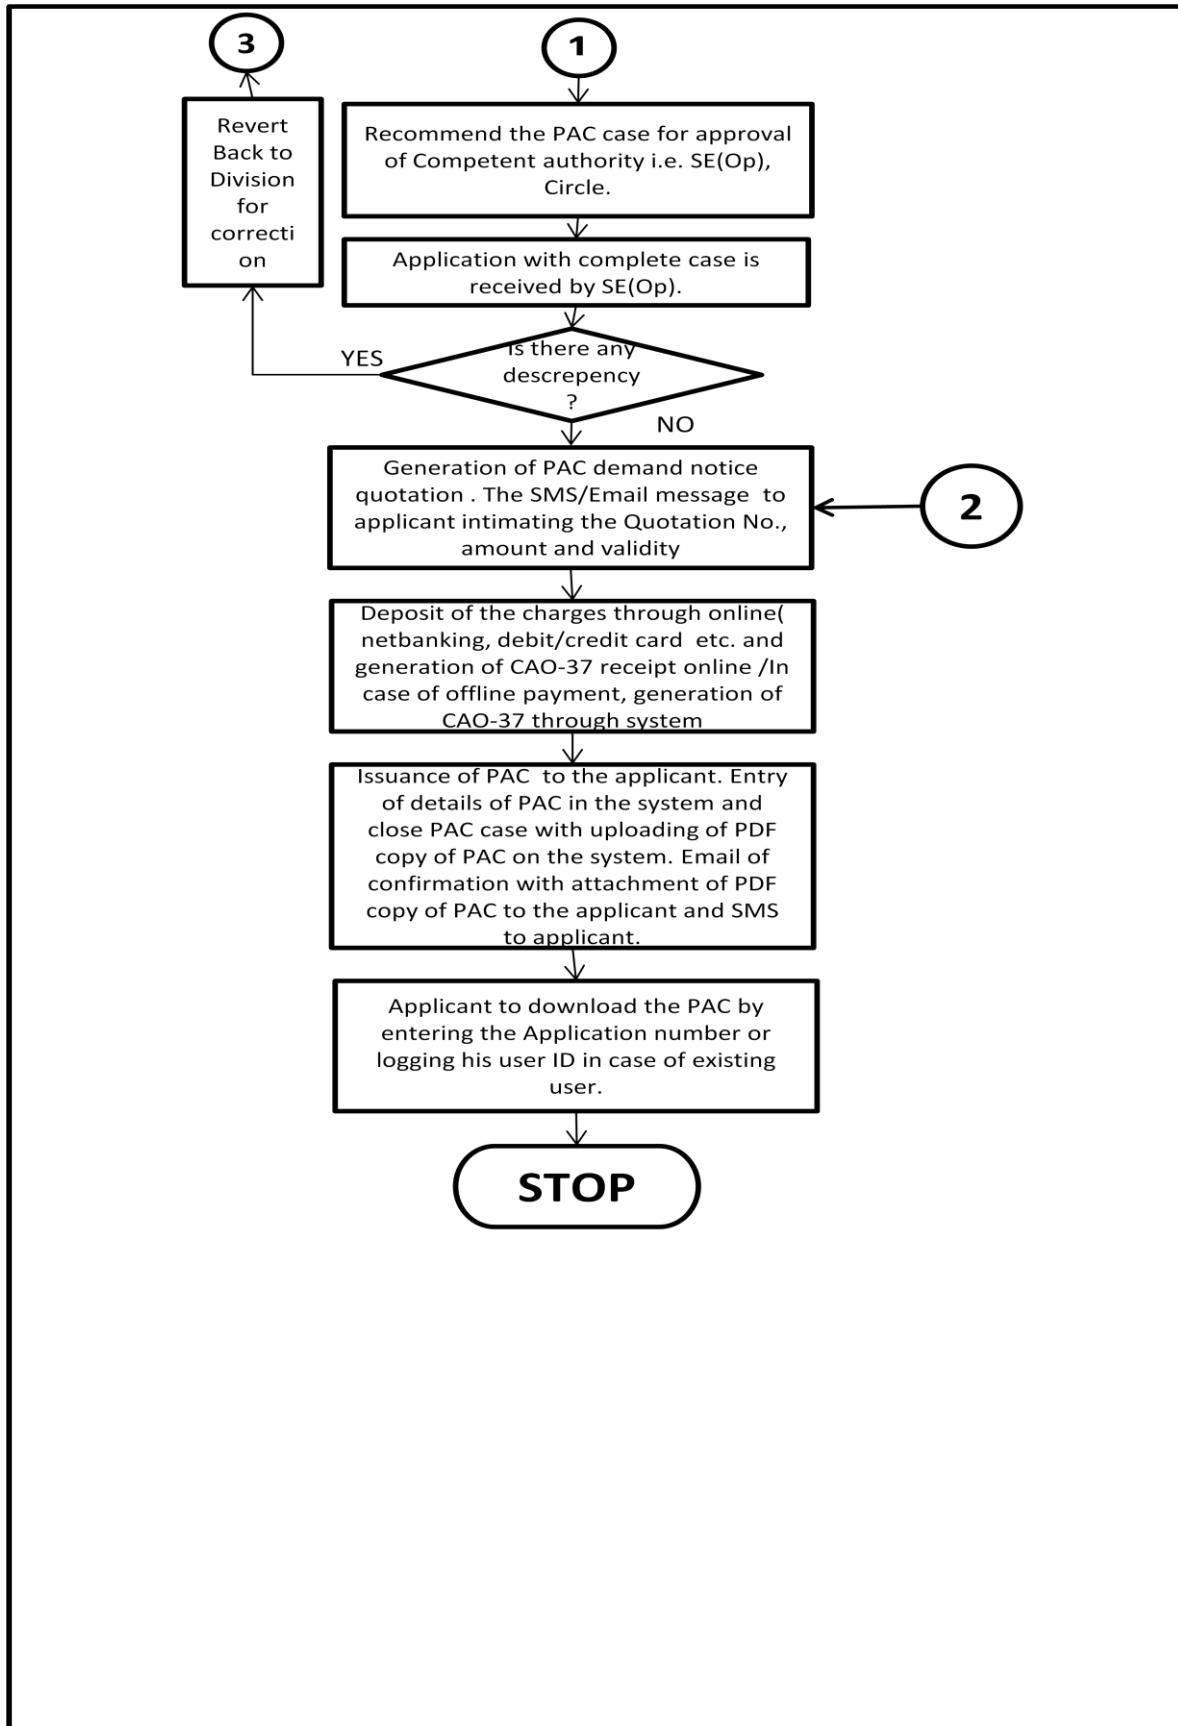 3
1
Revert
Back to
Division
for
correcti
on
Recommend the PAC case for approval
of Competent authority i.e. SE(Op),
Circle.
Application with complete case is
received by SE(Op).
YES
Is there any
descrepency
?
NO
Generation of PAC demand notice
quotation . The SMS/Email message to
applicant intimating the Quotation No.,
amount and validity
2
Deposit of the charges through online(
netbanking, debit/credit card etc. and
generation of CAO-37 receipt online /In
case of offline payment, generation of
CAO-37 through system
Issuance of PAC to the applicant. Entry
of details of PAC in the system and
close PAC case with uploading of PDF
copy of PAC on the system. Email of
confirmation with attachment of PDF
copy of PAC to the applicant and SMS
to applicant.
Applicant to download the PAC by
entering the Application number or
logging his user ID in case of existing
user.
STOP